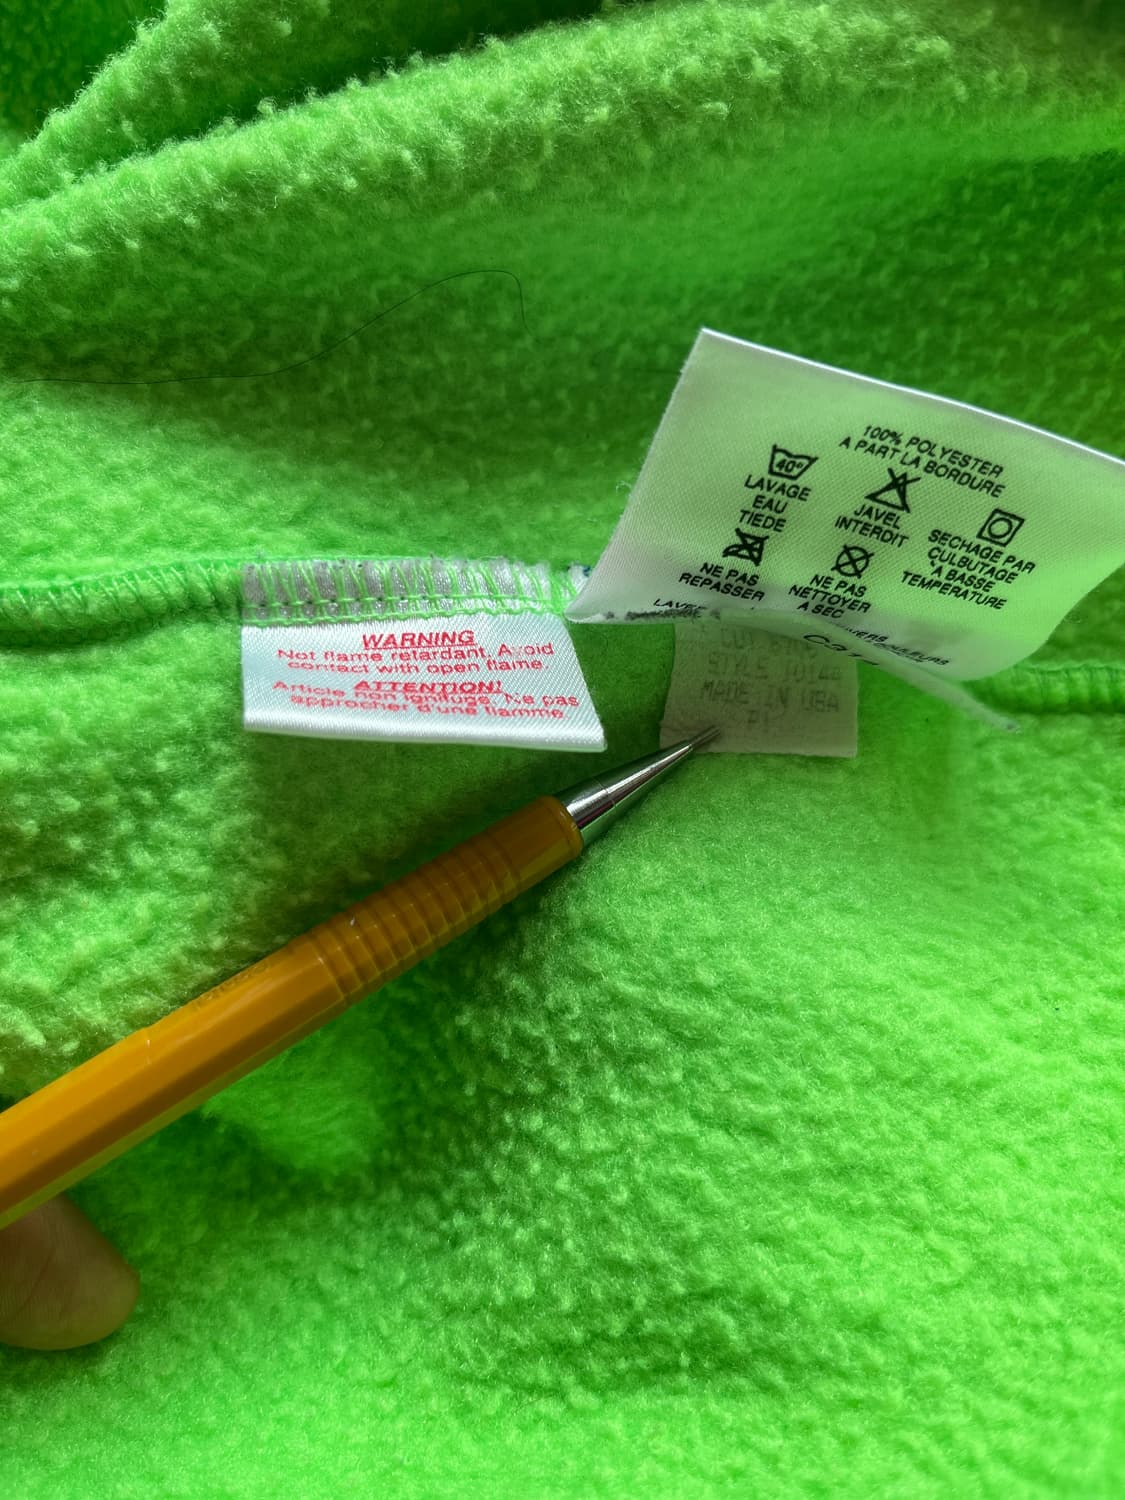 WARNING
Not flame retardant. Avoid
contact with open flame.
ATTENTION!
Article non ignifuge. Ne pas
approcher d'une flamme.
100% POLYESTER
A PART LA BORDURE
40°
LAVAGE
EAU
TIEDE
JAVEL
INTERDIT
SECHAGE PAR
CULBUTAGE
A BASSE
TEMPERATURE
NE PAS
REPASSER
NE PAS
NETTOYER
A SEC
COULEURS
STYLE
MADE IN USA